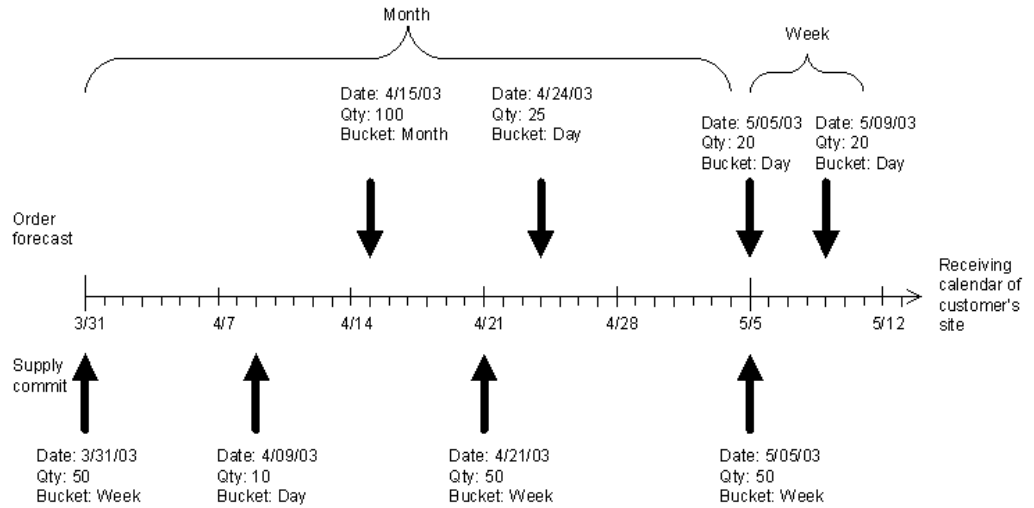 Month
Week
Date: 4/15/03
Qty: 100
Bucket: Month
Date: 4/24/03
Qty: 25
Bucket: Day
Date: 5/05/03
Qty: 20
Bucket: Day
Date: 5/09/03
Qty: 20
Bucket: Day
Order
forecast
Receiving
calendar of
customer's
site
3/31
4/7
4/14
4/21
4/28
5/5
5/12
Supply
commit
Date: 3/31/03
Qty: 50
Bucket: Week
Date: 4/09/03
Qty: 10
Bucket: Day
Date: 4/21/03
Qty: 50
Bucket: Week
Date: 5/05/03
Qty: 50
Bucket: Week